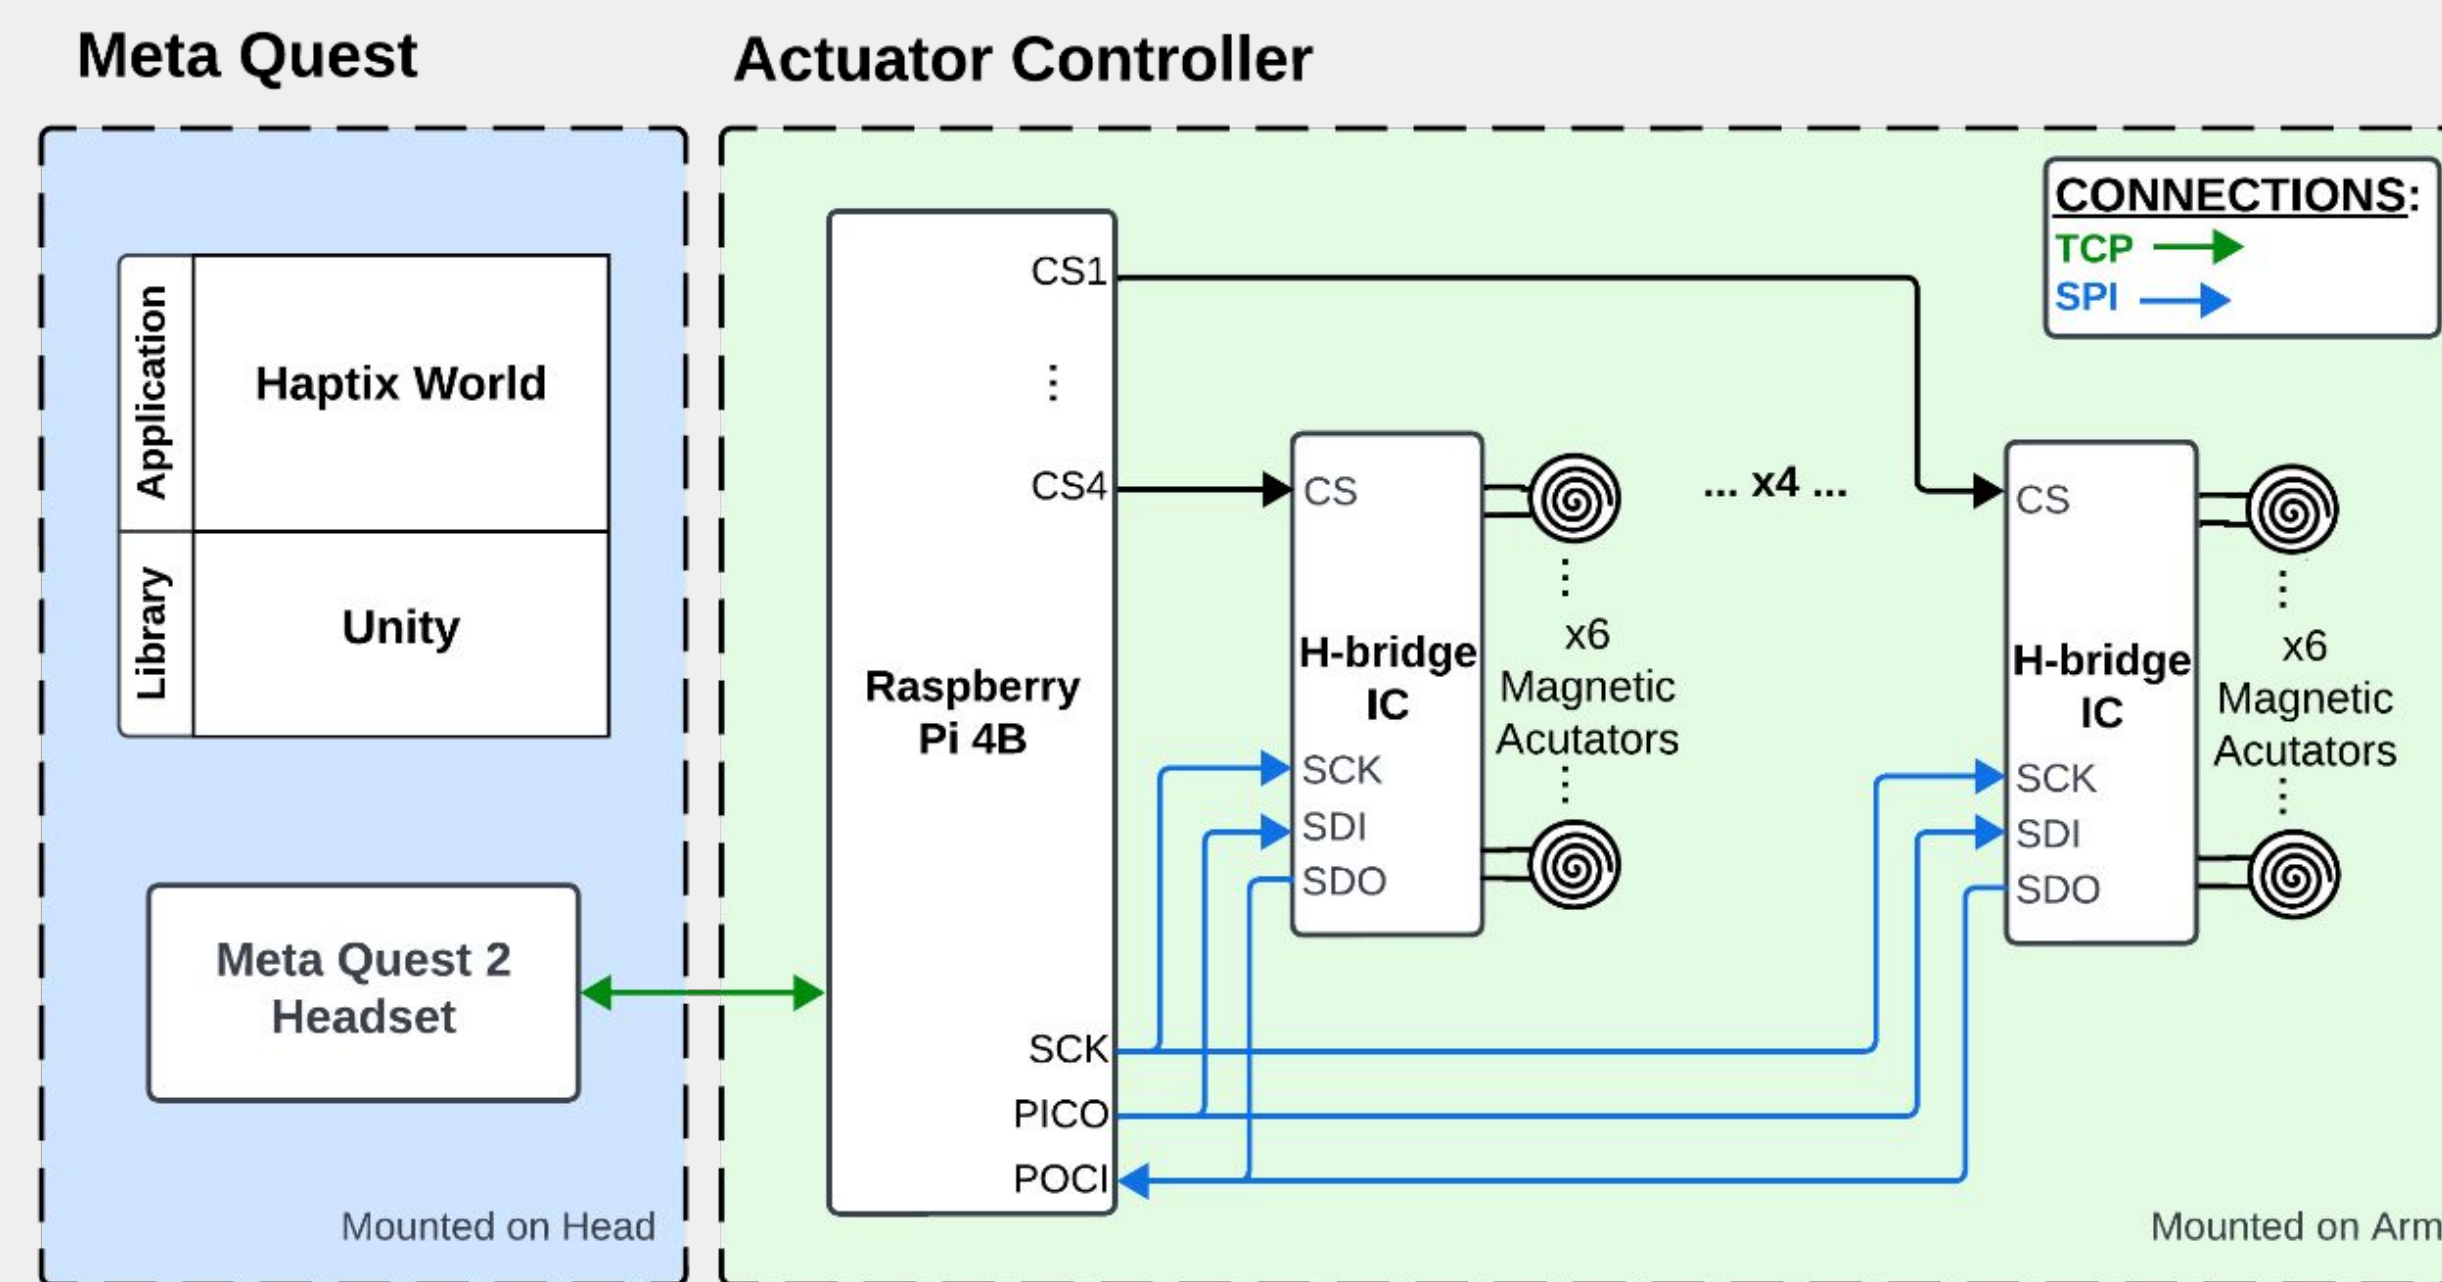 Meta Quest
Actuator Controller
Application
Haptix World
Library
Unity
Meta Quest 2
Headset
Mounted on Head
CONNECTIONS:
TCP
SPI
CS1
⋮
CS4
Raspberry
Pi 4B
SCK
PICO
POCI
CS
H-bridge
IC
SCK
SDI
SDO
⋮
x6
Magnetic
Acutators
⋮
... x4 ...
CS
H-bridge
IC
SCK
SDI
SDO
⋮
x6
Magnetic
Acutators
⋮
Mounted on Arm